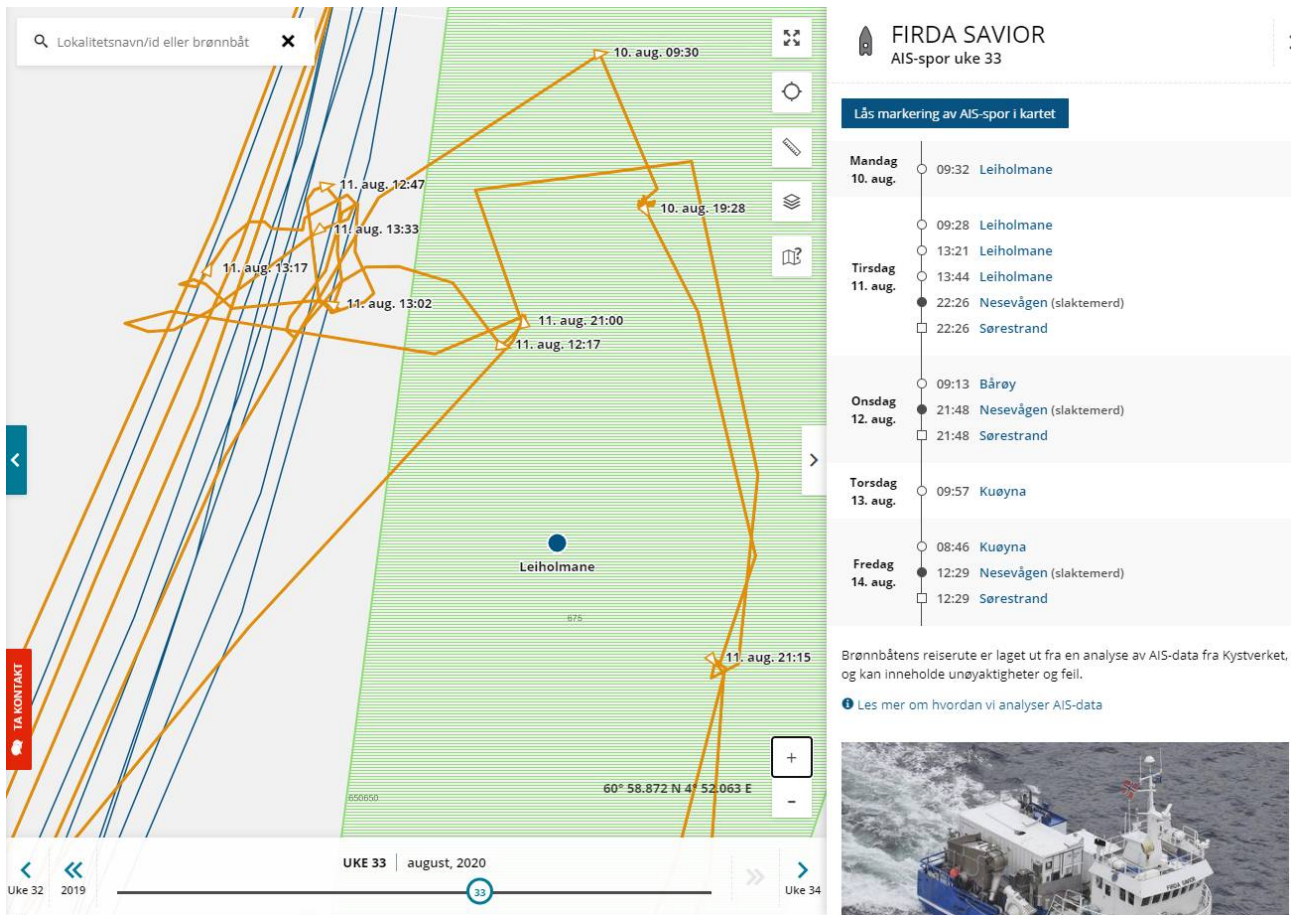 Lokalitetsnavn/id eller brønnbåt
10. aug. 09:30
11. aug. 12:47
10. aug. 19:28
11. aug. 13:33
11. aug. 13:17
11. aug. 13:02
11. aug. 21:00
11. aug. 12:17
Leiholmane
675
11. aug. 21:15
TA KONTAKT
650650
60° 58.872 N 4° 52.063 E
+
-
UKE 33 | august, 2020
Uke 32
2019
33
Uke 34
FIRDA SAVIOR
AIS-spor uke 33
Lås markering av AIS-spor i kartet
Mandag
10. aug.
09:32 Leiholmane
Tirsdag
11. aug.
09:28 Leiholmane
13:21 Leiholmane
13:44 Leiholmane
22:26 Nesevågen (slaktemerd)
22:26 Sørestrand
Onsdag
12. aug.
09:13 Bårøy
21:48 Nesevågen (slaktemerd)
21:48 Sørestrand
Torsdag
13. aug.
09:57 Kuøyna
Fredag
14. aug.
08:46 Kuøyna
12:29 Nesevågen (slaktemerd)
12:29 Sørestrand
Brønnbåtens reiserute er laget ut fra en analyse av AIS-data fra Kystverket,
og kan inneholde unøyaktigheter og feil.
Les mer om hvordan vi analyser AIS-data
FIRDA SAVIOR